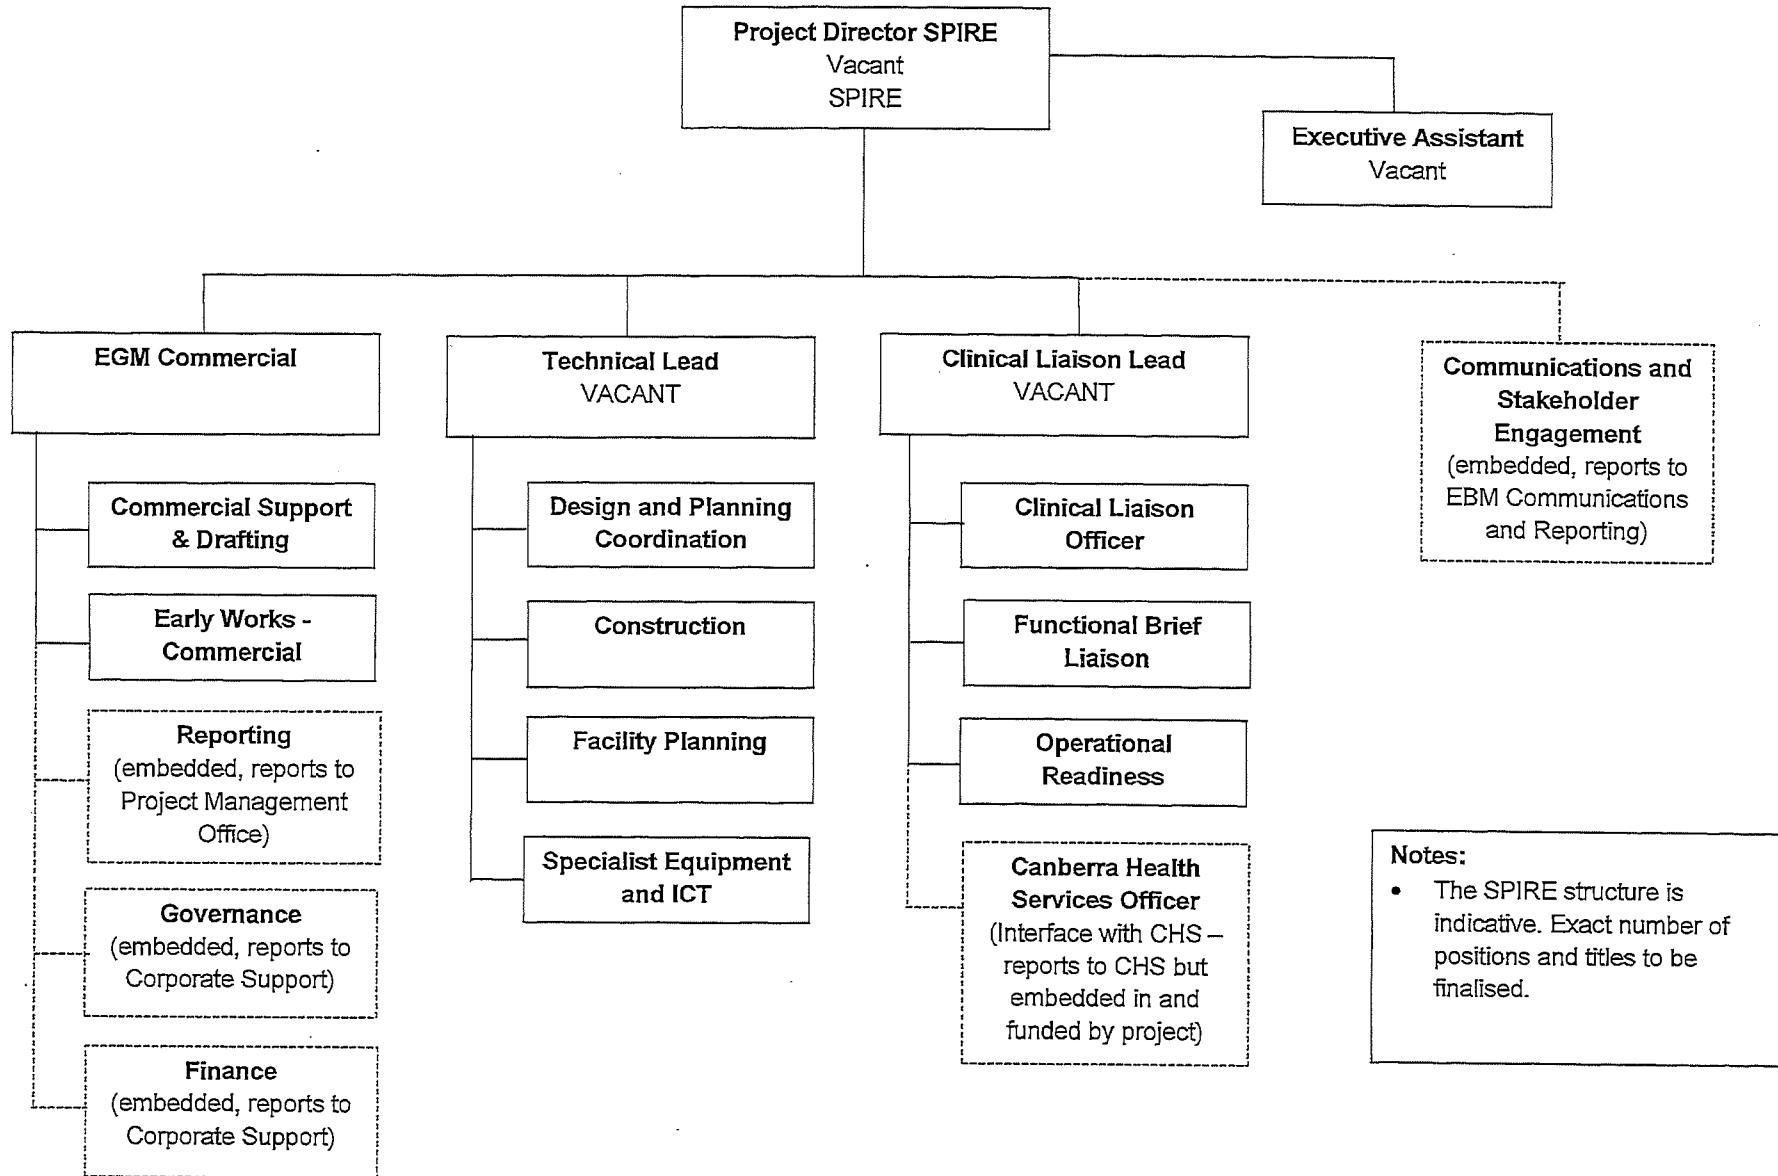 Project Director SPIRE
Vacant
SPIRE
Executive Assistant
Vacant
EGM Commercial
Commercial Support
& Drafting
Early Works -
Commercial
Reporting
(embedded, reports to
Project Management
Office)
Governance
(embedded, reports to
Corporate Support)
Finance
(embedded, reports to
Corporate Support)
Technical Lead
VACANT
Design and Planning
Coordination
Construction
Facility Planning
Specialist Equipment
and ICT
Clinical Liaison Lead
VACANT
Clinical Liaison
Officer
Functional Brief
Liaison
Operational
Readiness
Canberra Health
Services Officer
(Interface with CHS –
reports to CHS but
embedded in and
funded by project)
Communications and
Stakeholder
Engagement
(embedded, reports to
EBM Communications
and Reporting)
Notes:
• The SPIRE structure is
indicative. Exact number of
positions and titles to be
finalised.